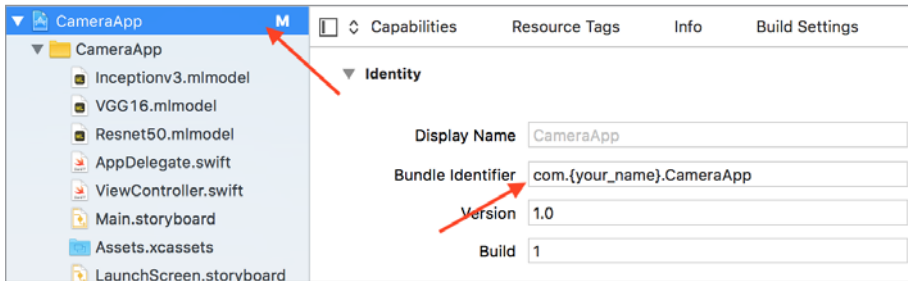 CameraApp M
CameraApp
Inceptionv3.mlmodel
VGG16.mlmodel
Resnet50.mlmodel
AppDelegate.swift
ViewController.swift
Main.storyboard
Assets.xcassets
LaunchScreen.storyboard
Capabilities Resource Tags Info Build Settings
Identity
Display Name CameraApp
Bundle Identifier com.{your_name}.CameraApp
Version 1.0
Build 1